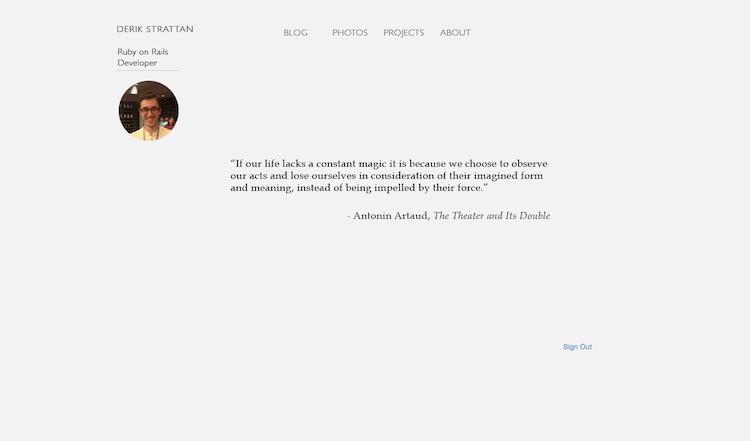 DERIK STRATTAN
BLOG PHOTOS PROJECTS ABOUT
Ruby on Rails
Developer
“If our life lacks a constant magic it is because we choose to observe
our acts and lose ourselves in consideration of their imagined form
and meaning, instead of being impelled by their force.”
- Antonin Artaud, The Theater and Its Double
Sign Out